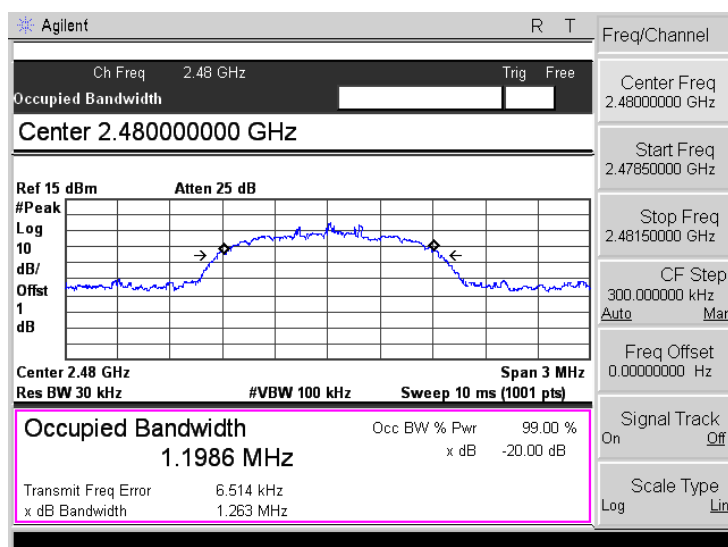 Agilent
R T
Freq/Channel
Ch Freq 2.48 GHz Trig Free
Occupied Bandwidth
Center 2.480000000 GHz
Center Freq
2.48000000 GHz
Start Freq
2.47850000 GHz
Stop Freq
2.48150000 GHz
CF Step
300.000000 kHz
Auto Man
Freq Offset
0.00000000 Hz
Signal Track
On Off
Scale Type
Log Lin
Ref 15 dBm Atten 25 dB
#Peak
Log
10
dB/
Offst
1
dB
Center 2.48 GHz Span 3 MHz
Res BW 30 kHz #VBW 100 kHz Sweep 10 ms (1001 pts)
Occupied Bandwidth
1.1986 MHz
Occ BW % Pwr 99.00 %
x dB -20.00 dB
Transmit Freq Error 6.514 kHz
x dB Bandwidth 1.263 MHz